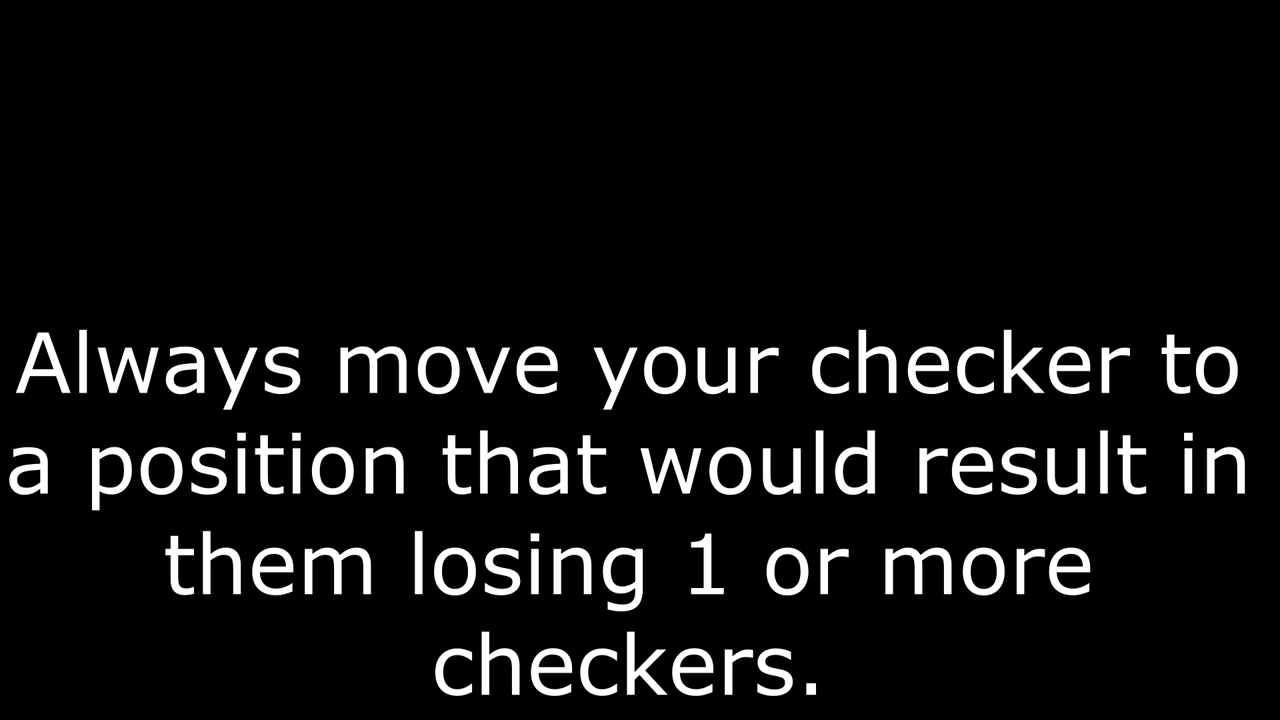 Always move your checker to
a position that would result in
them losing 1 or more
checkers.